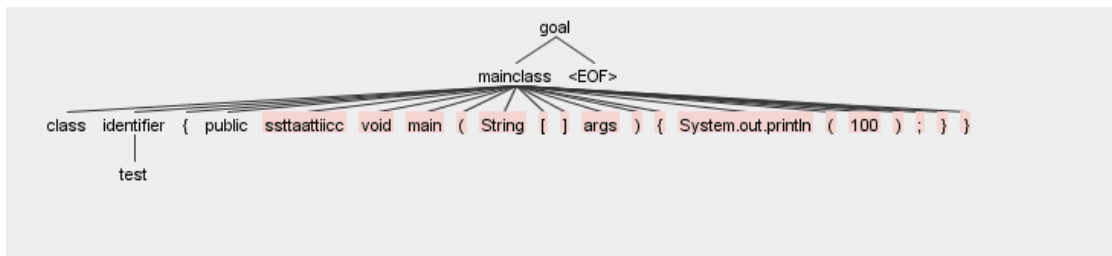 goal
mainclass <EOF>
class identifier { public ssttaattiicc void main ( String [ ] args ) { System.out.println ( 100 ) ; } }
test